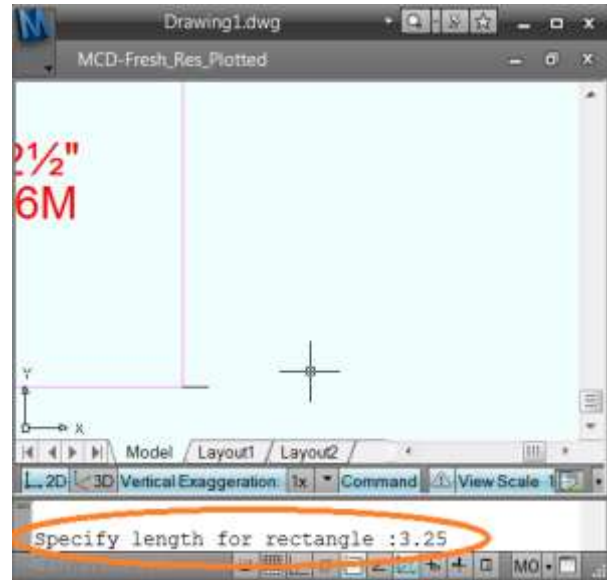 Drawing1.dwg
MCD-Fresh_Res_Plotted
2½"
6M
Y
X
Model / Layout1 / Layout2 /
2D 3D Vertical Exaggeration: 1x Command View Scale 1
Specify length for rectangle :3.25
MO